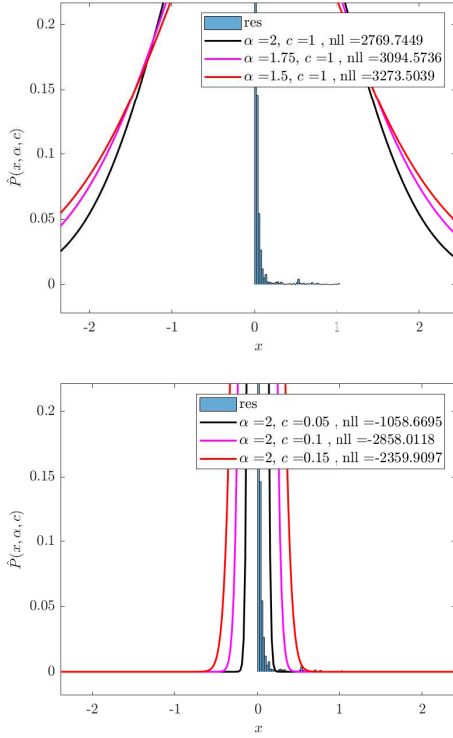 0.2
0.15
0.1
0.05
0
P̂(x, α, c)
res
α =2, c =1 , nll =2769.7449
α =1.75, c =1 , nll =3094.5736
α =1.5, c =1 , nll =3273.5039
-2 -1 0 1 2
x
0.2
0.15
0.1
0.05
0
P̂(x, α, c)
res
α =2, c =0.05 , nll =-1058.6695
α =2, c =0.1 , nll =-2858.0118
α =2, c =0.15 , nll =-2359.9097
-2 -1 0 1 2
x